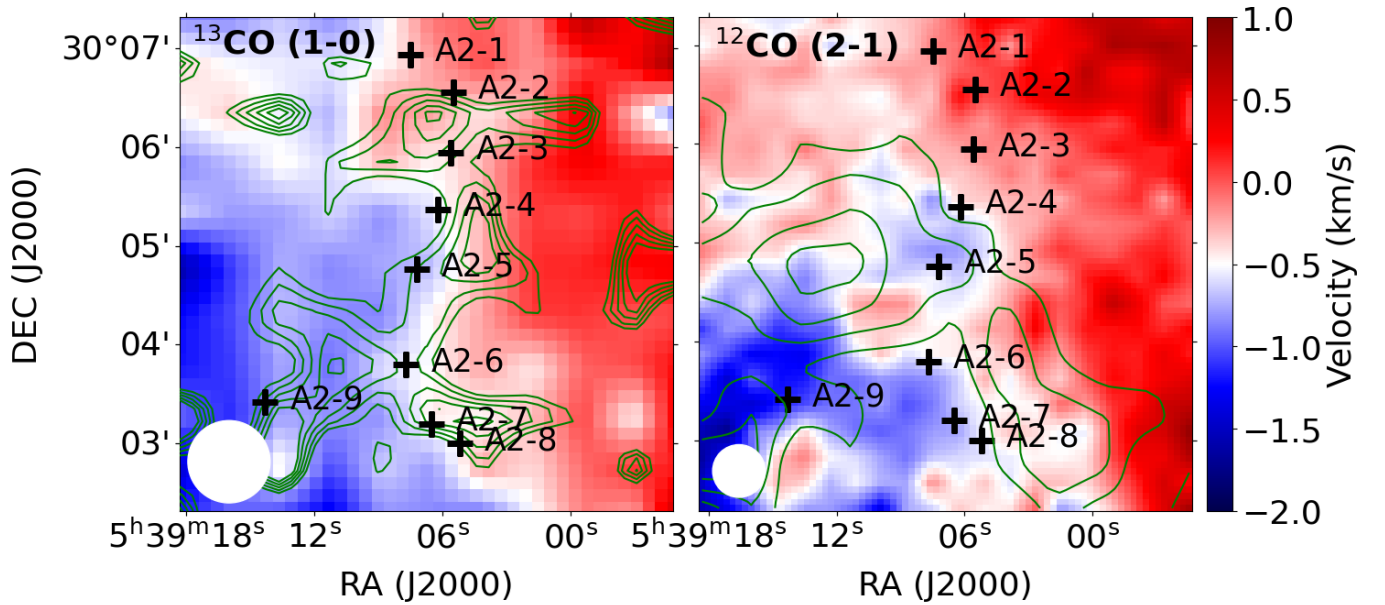 ¹³CO (1-0)
A2-1
A2-2
A2-3
A2-4
A2-5
A2-6
A2-9
A2-7
A2-8
30°07'
06'
05'
04'
03'
DEC (J2000)
5ʰ39ᵐ18ˢ 12ˢ 06ˢ 00ˢ
RA (J2000)
¹²CO (2-1)
A2-1
A2-2
A2-3
A2-4
A2-5
A2-6
A2-9
A2-7
A2-8
5ʰ39ᵐ18ˢ 12ˢ 06ˢ 00ˢ
RA (J2000)
1.0
0.5
0.0
−0.5
−1.0
−1.5
−2.0
Velocity (km/s)